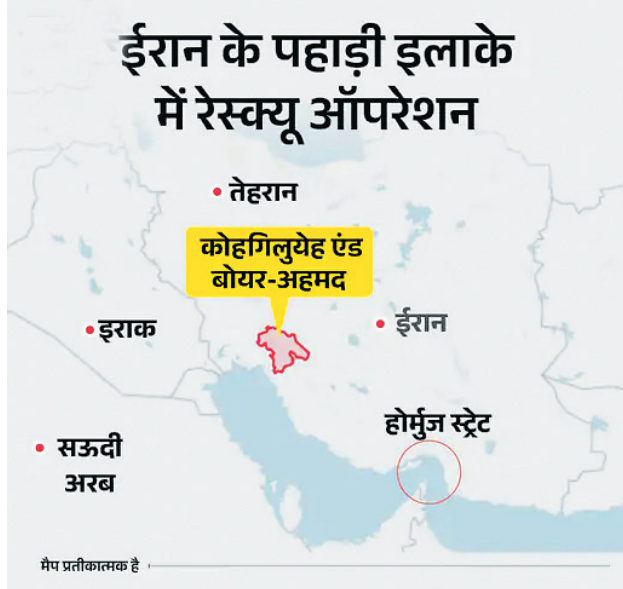 ईरान के पहाड़ी इलाके
में रेस्क्यू ऑपरेशन
तेहरान
कोहगिलुयेह एंड
बोयर-अहमद
इराक
ईरान
होर्मुज स्ट्रेट
सऊदी
अरब
मैप प्रतीकात्मक है